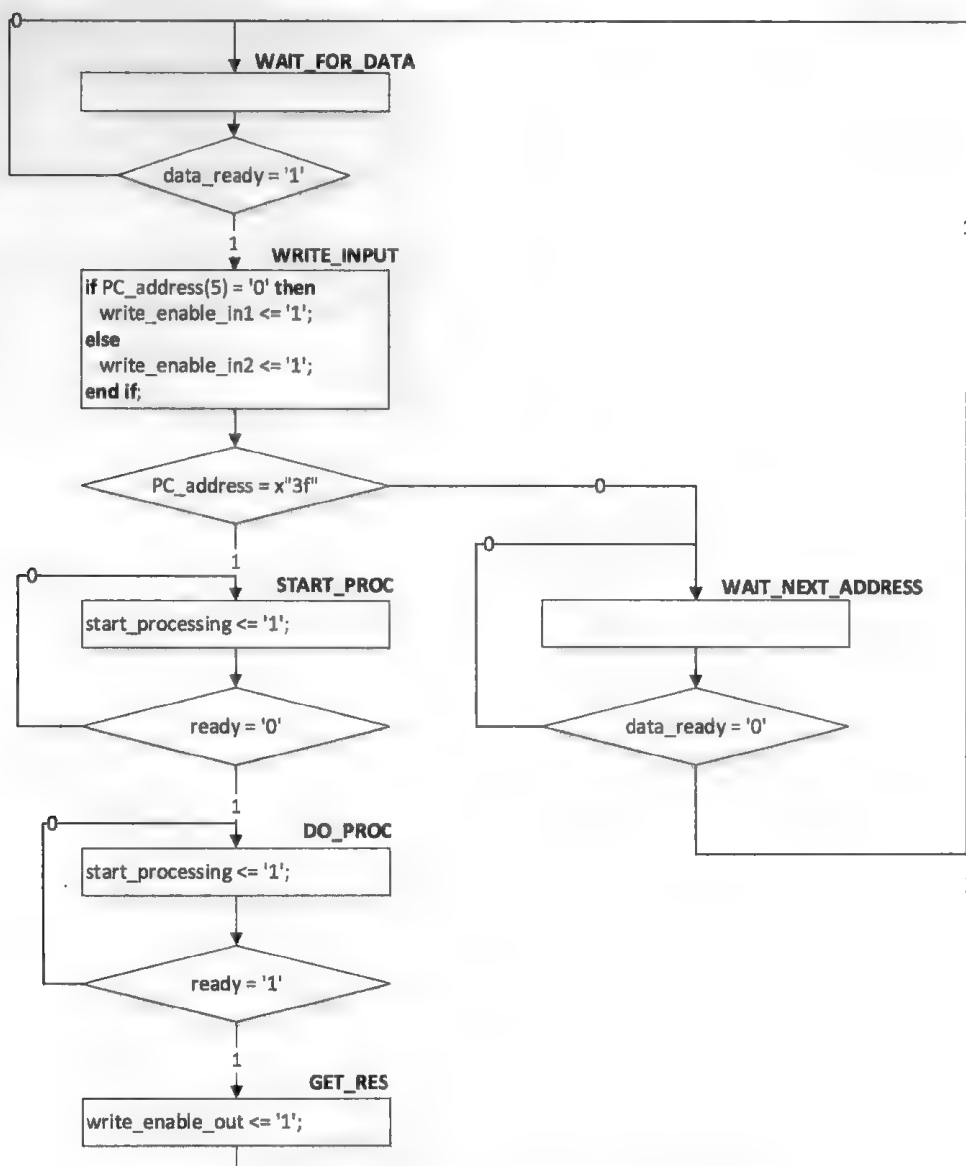 0
WAIT_FOR_DATA
data_ready = '1'
1
WRITE_INPUT
if PC_address(5) = '0' then
write_enable_in1 <= '1';
else
write_enable_in2 <= '1';
end if;
PC_address = x"3f"
0
1
0
START_PROC
start_processing <= '1';
ready = '0'
0
WAIT_NEXT_ADDRESS
data_ready = '0'
1
0
DO_PROC
start_processing <= '1';
ready = '1'
1
GET_RES
write_enable_out <= '1';